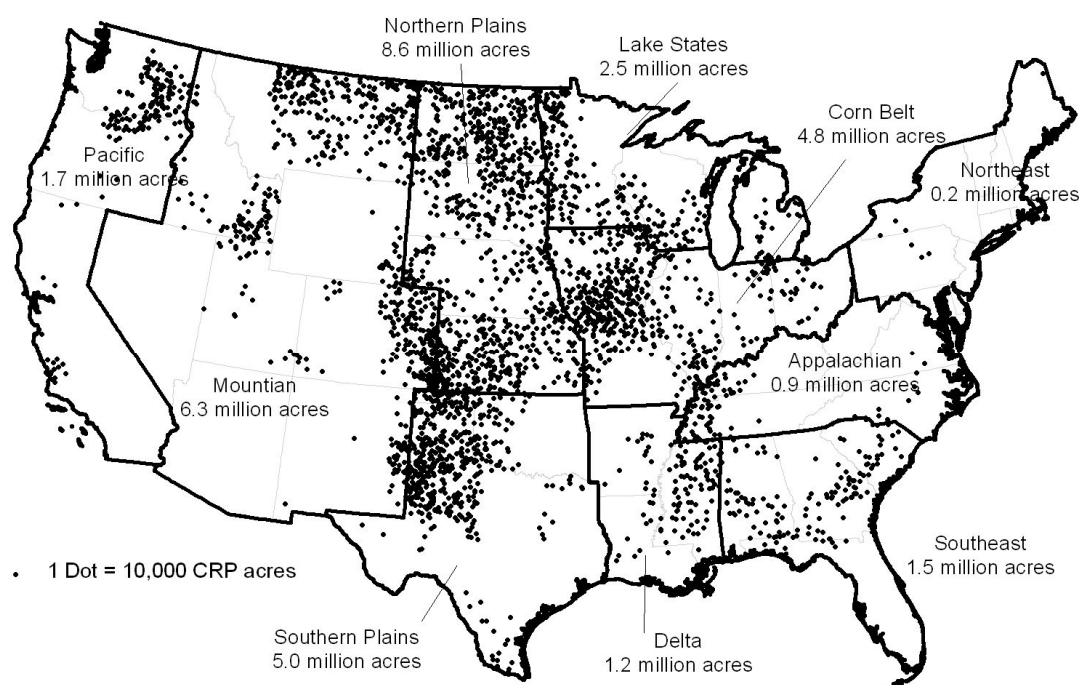 Northern Plains
8.6 million acres
Lake States
2.5 million acres
Corn Belt
4.8 million acres
Pacific
1.7 million acres
Northeast
0.2 million acres
Mountian
6.3 million acres
Appalachian
0.9 million acres
Southeast
1.5 million acres
1 Dot = 10,000 CRP acres
Southern Plains
5.0 million acres
Delta
1.2 million acres